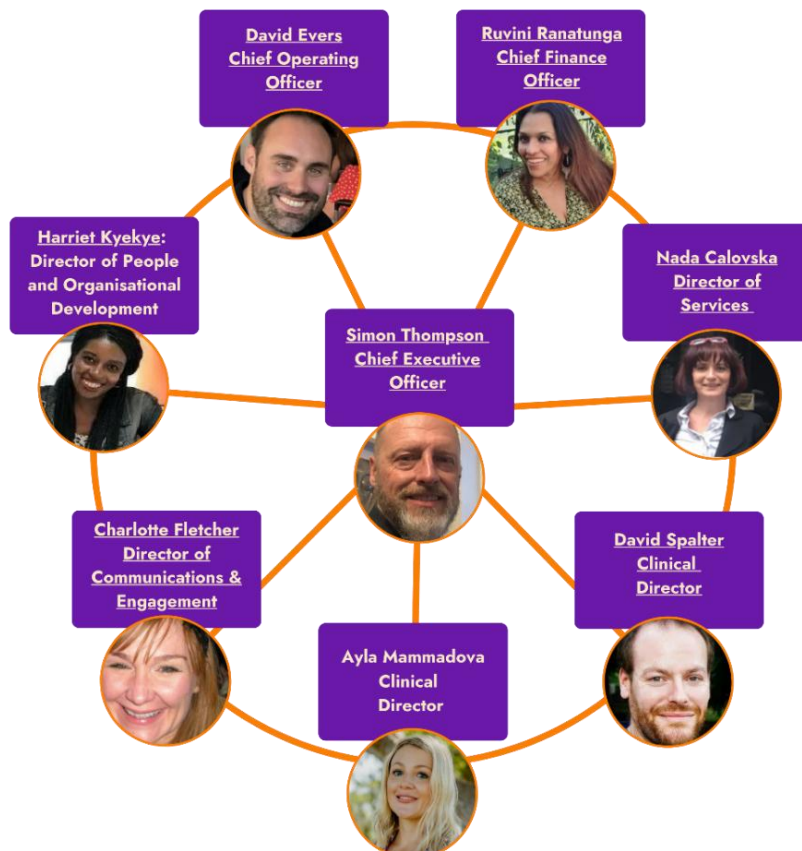 David Evers
Chief Operating
Officer
Ruvini Ranatunga
Chief Finance
Officer
Harriet Kyekye:
Director of People
and Organisational
Development
Nada Calovska
Director of
Services
Simon Thompson
Chief Executive
Officer
Charlotte Fletcher
Director of
Communications &
Engagement
David Spalter
Clinical
Director
Ayla Mammadova
Clinical
Director